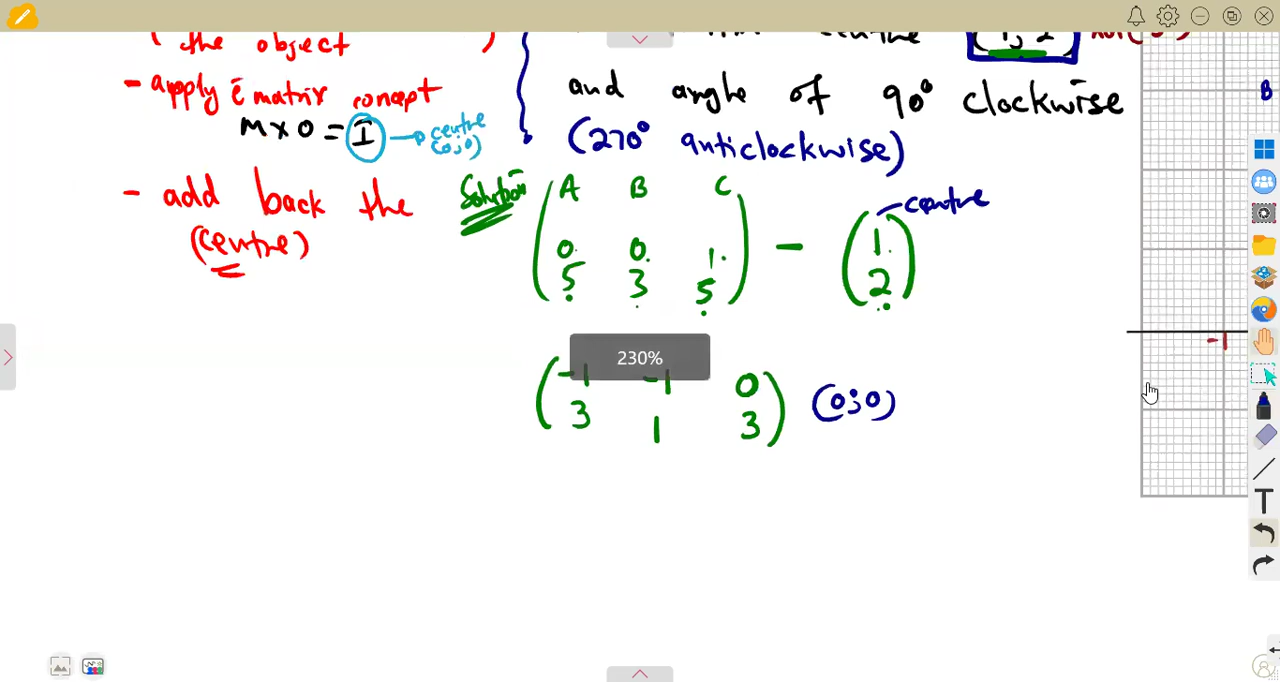 ( the object )
- apply ē matrix concept
M x O = I → centre (0;0)
- add back the
(centre)
centre
and angle of 90° clockwise
(270° anticlockwise)
Solution
A B C
( 0 0 1 ) - ( 1 ) centre
( 5 3 5 ) ( 2 )
230%
( -1 -1 0 ) (0;0)
( 3 1 3 )
B
-1
T